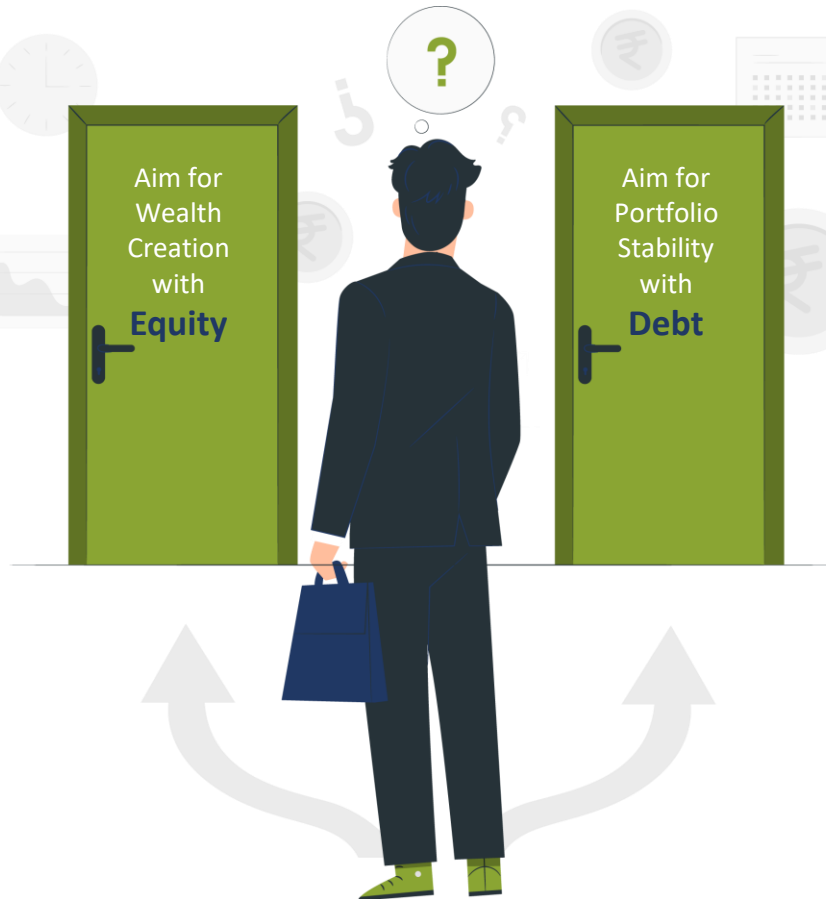 ?
Aim for
Wealth
Creation
with
Equity
Aim for
Portfolio
Stability
with
Debt